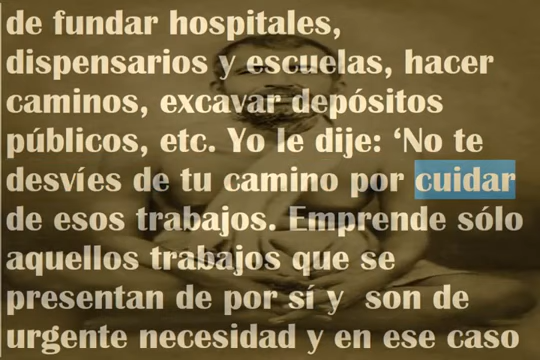 de fundar hospitales,
dispensarios y escuelas, hacer
caminos, excavar depósitos
públicos, etc. Yo le dije: ‘No te
desvíes de tu camino por cuidar
de esos trabajos. Emprende sólo
aquellos trabajos que se
presentan de por sí y  son de
urgente necesidad y en ese caso